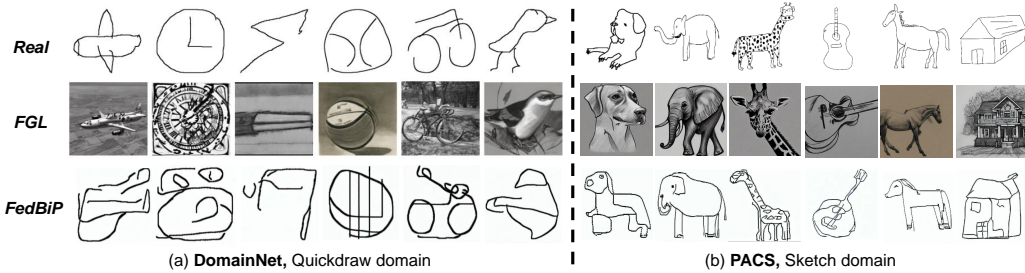 Real
FGL
FedBiP
(a) DomainNet, Quickdraw domain
(b) PACS, Sketch domain